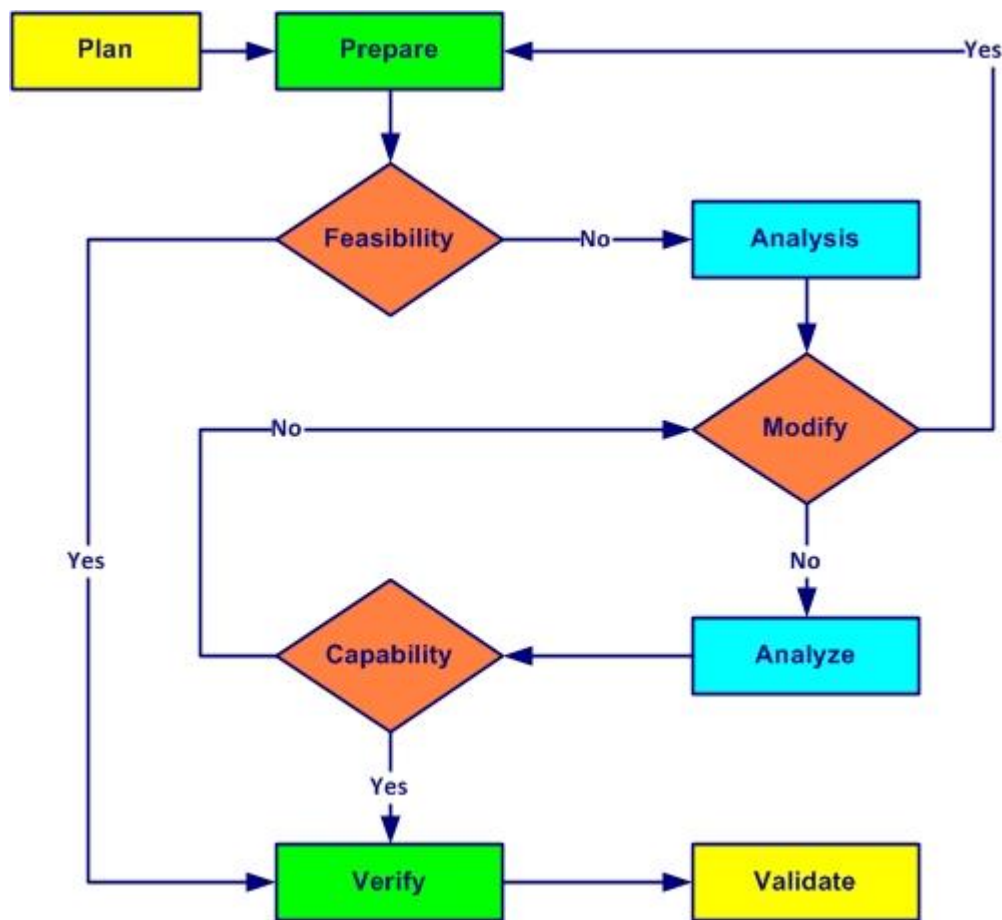 Plan
Prepare
Yes
Feasibility
No
Analysis
No
Modify
Yes
No
Capability
Analyze
Yes
Verify
Validate